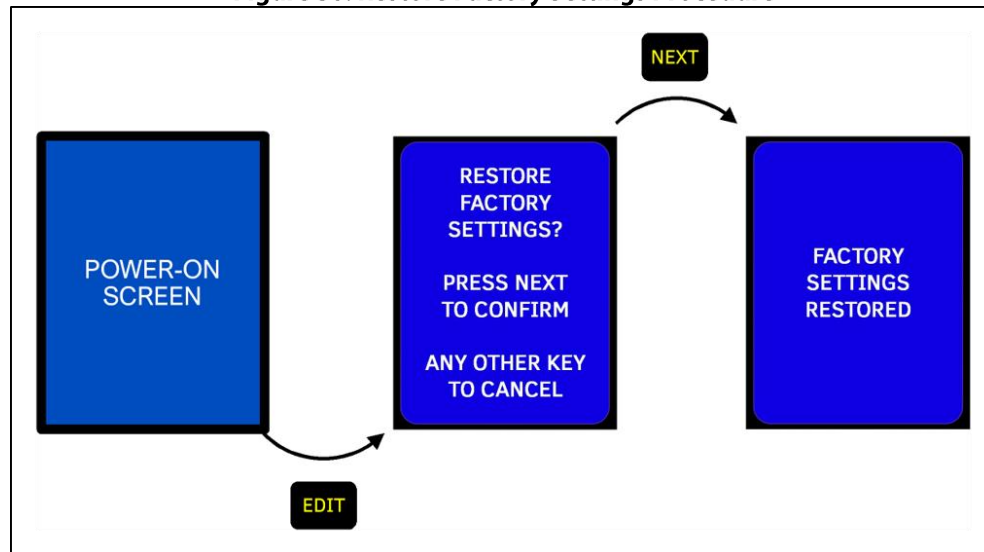 NEXT
POWER-ON
SCREEN
RESTORE
FACTORY
SETTINGS?
PRESS NEXT
TO CONFIRM
ANY OTHER KEY
TO CANCEL
FACTORY
SETTINGS
RESTORED
EDIT